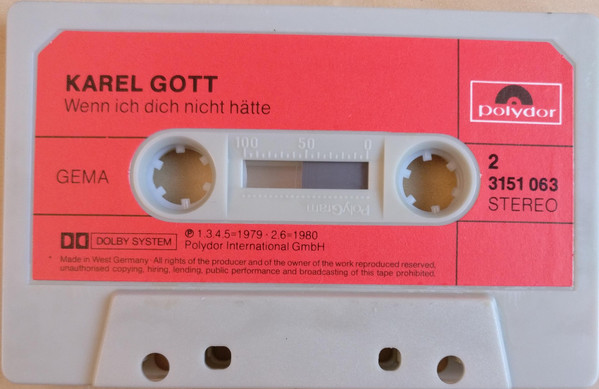 KAREL GOTT
Wenn ich dich nicht hätte
polydor
100 50 0
GEMA
2
3151 063
STEREO
PolyGram
DOLBY SYSTEM
℗ 1.3.4.5=1979 · 2.6=1980
Polydor International GmbH
Made in West Germany · All rights of the producer and of the owner of the work reproduced reserved,
unauthorised copying, hiring, lending, public performance and broadcasting of this tape prohibited.